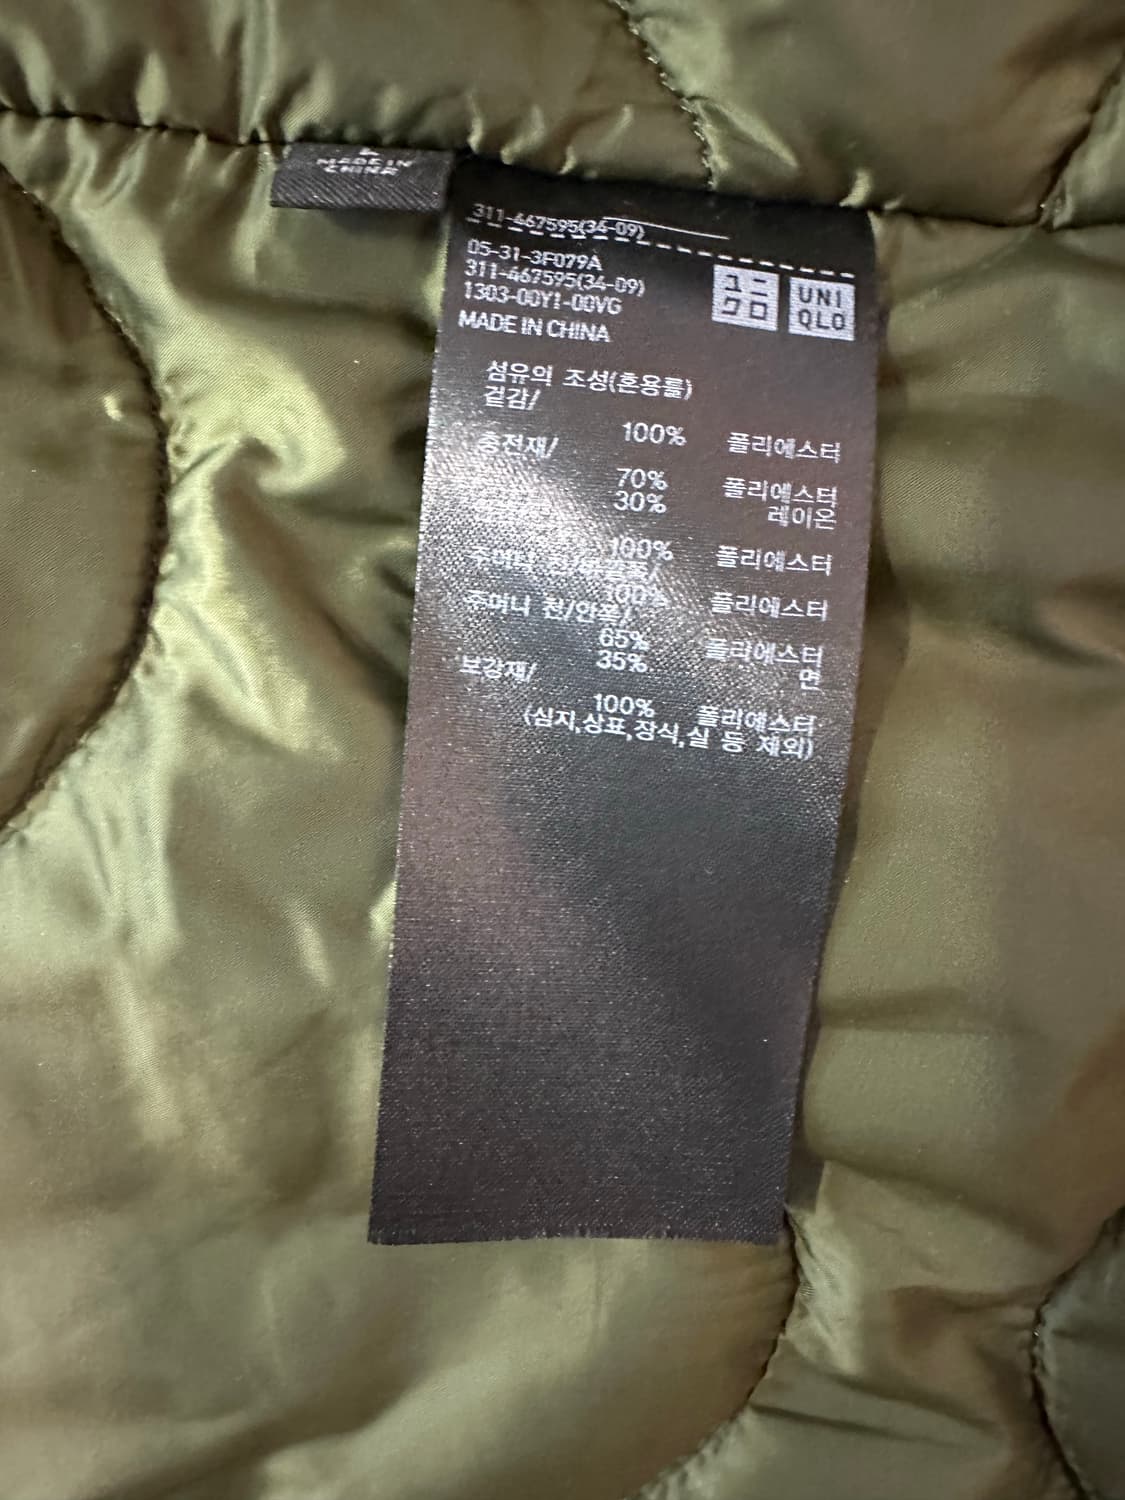 MADE IN
CHINA
311-467595(34-09)
05-31-3F079A
311-467595(34-09)
1303-00Y1-00VG
MADE IN CHINA
ユニ
クロ
UNI
QLO
섬유의 조성(혼용률)
겉감/
100% 폴리에스터
충전재/
70% 폴리에스터
30% 레이온
100% 폴리에스터
주머니
100% 폴리에스터
주머니 천/안쪽/
65% 폴리에스터
35% 면
보강재/
100% 폴리에스터
(심지,상표,장식,실 등 제외)